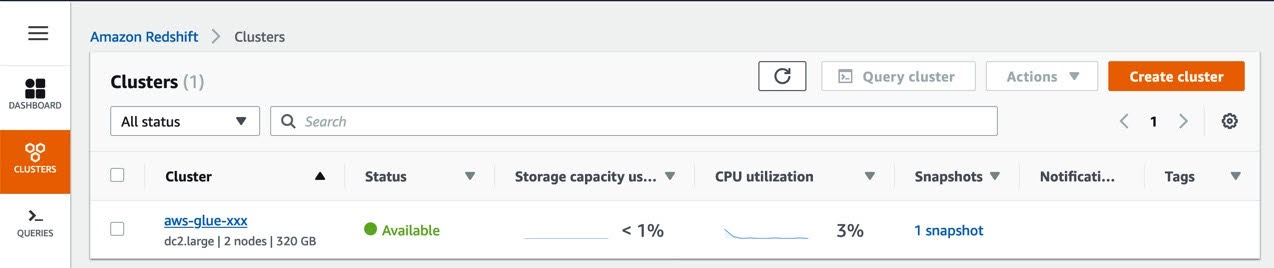 Amazon Redshift > Clusters
Clusters (1)
Query cluster
Actions
Create cluster
All status
Search
1
DASHBOARD
CLUSTERS
QUERIES
Cluster Status Storage capacity us... CPU utilization Snapshots Notificati... Tags
aws-glue-xxx Available < 1% 3% 1 snapshot
dc2.large | 2 nodes | 320 GB